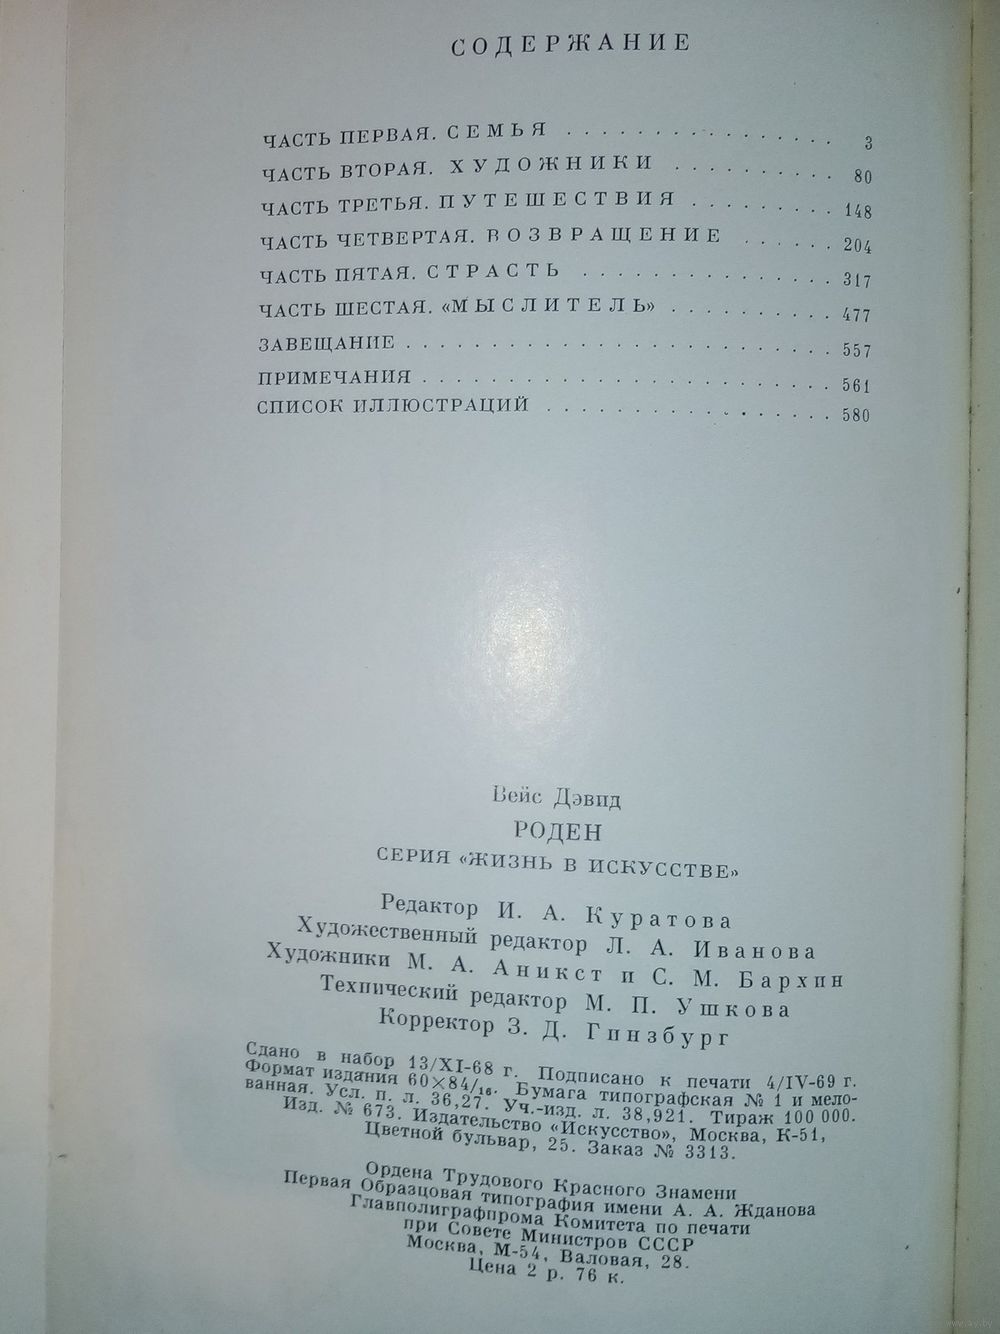 СОДЕРЖАНИЕ
ЧАСТЬ ПЕРВАЯ. СЕМЬЯ . . . . . . . . . . . . . . . . 3
ЧАСТЬ ВТОРАЯ. ХУДОЖНИКИ . . . . . . . . . . 80
ЧАСТЬ ТРЕТЬЯ. ПУТЕШЕСТВИЯ . . . . . . . . . 148
ЧАСТЬ ЧЕТВЕРТАЯ. ВОЗВРАЩЕНИЕ . . . . . . 204
ЧАСТЬ ПЯТАЯ. СТРАСТЬ . . . . . . . . . . . . . . . 317
ЧАСТЬ ШЕСТАЯ. «МЫСЛИТЕЛЬ» . . . . . . . . . . 477
ЗАВЕЩАНИЕ . . . . . . . . . . . . . . . . . . . 557
ПРИМЕЧАНИЯ . . . . . . . . . . . . . . . . . . 561
СПИСОК ИЛЛЮСТРАЦИЙ . . . . . . . . . . . . . 580
Вейс Дэвид
РОДЕН
СЕРИЯ «ЖИЗНЬ В ИСКУССТВЕ»
Редактор И. А. Куратова
Художественный редактор Л. А. Иванова
Художники М. А. Аникст и С. М. Бархин
Технический редактор М. П. Ушкова
Корректор З. Д. Гинзбург
Сдано в набор 13/XI-68 г. Подписано к печати 4/IV-69 г.
Формат издания 60×84/16. Бумага типографская № 1 и мело-
ванная. Усл. п. л. 36,27. Уч.-изд. л. 38,921. Тираж 100 000.
Изд. № 673. Издательство «Искусство», Москва, К-51,
Цветной бульвар, 25. Заказ № 3313.
Ордена Трудового Красного Знамени
Первая Образцовая типография имени А. А. Жданова
Главполиграфпрома Комитета по печати
при Совете Министров СССР
Москва, М-54, Валовая, 28.
Цена 2 р. 76 к.